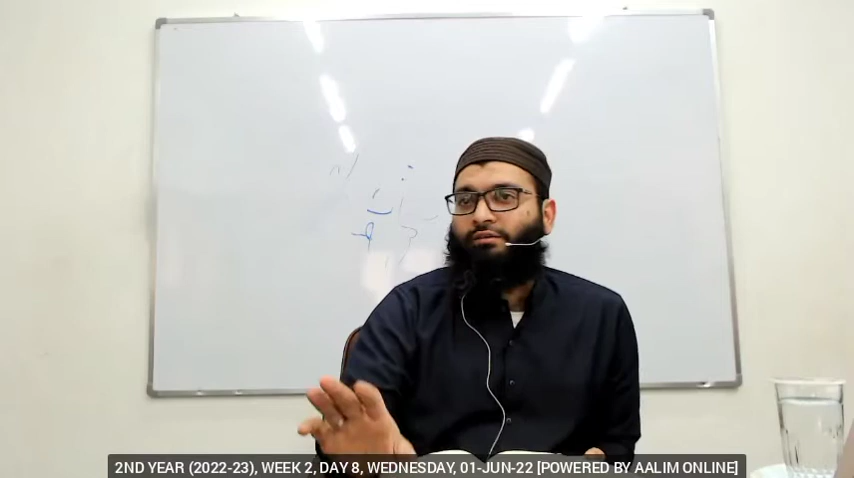 2ND YEAR (2022-23), WEEK 2, DAY 8, WEDNESDAY, 01-JUN-22 [POWERED BY AALIM ONLINE]